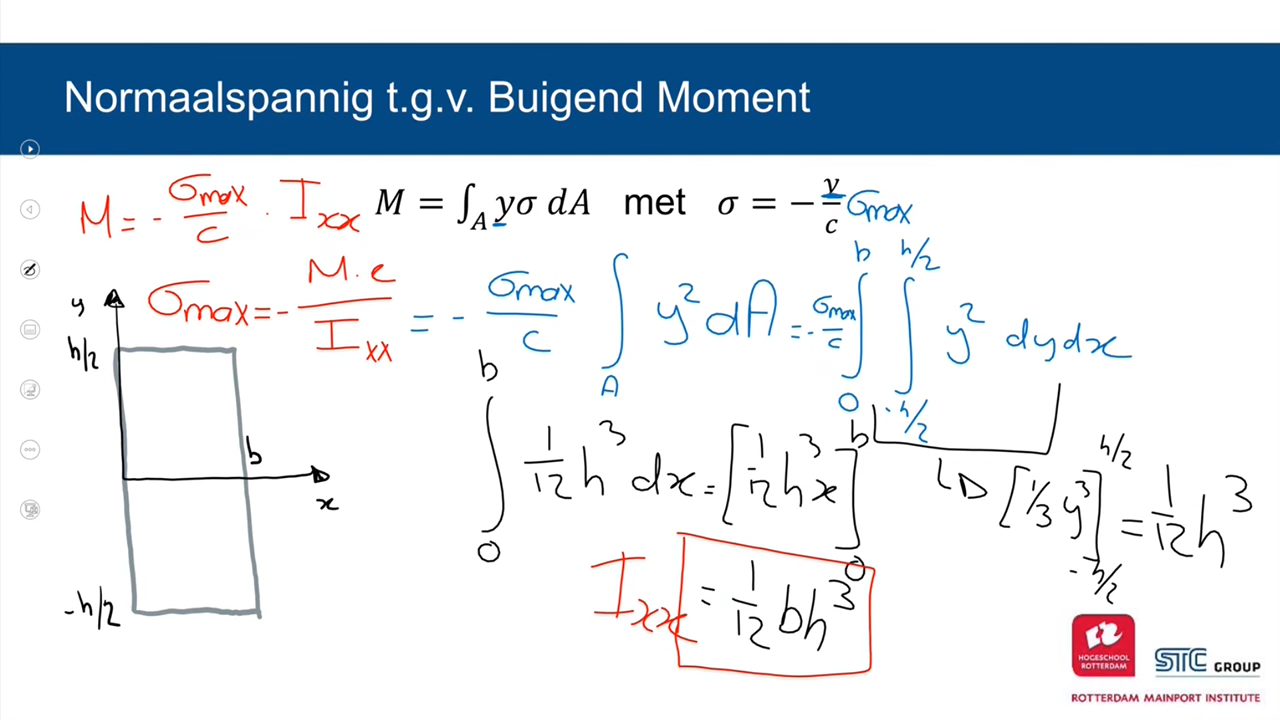 Normaalspannig t.g.v. Buigend Moment
M = - σmax/c · Ixx
M = ∫A yσ dA met σ = − y/c σmax
σmax = - M·c/Ixx = - σmax/c ∫A y² dA = - σmax/c ∫0^b ∫-h/2^h/2 y² dy dx
y
h/2
b
x
-h/2
∫0^b 1/12 h³ dx = [1/12 h³x]0^b
[1/3 y³]-h/2^h/2 = 1/12 h³
Ixx = 1/12 bh³
HOGESCHOOL
ROTTERDAM
STC GROUP
ROTTERDAM MAINPORT INSTITUTE